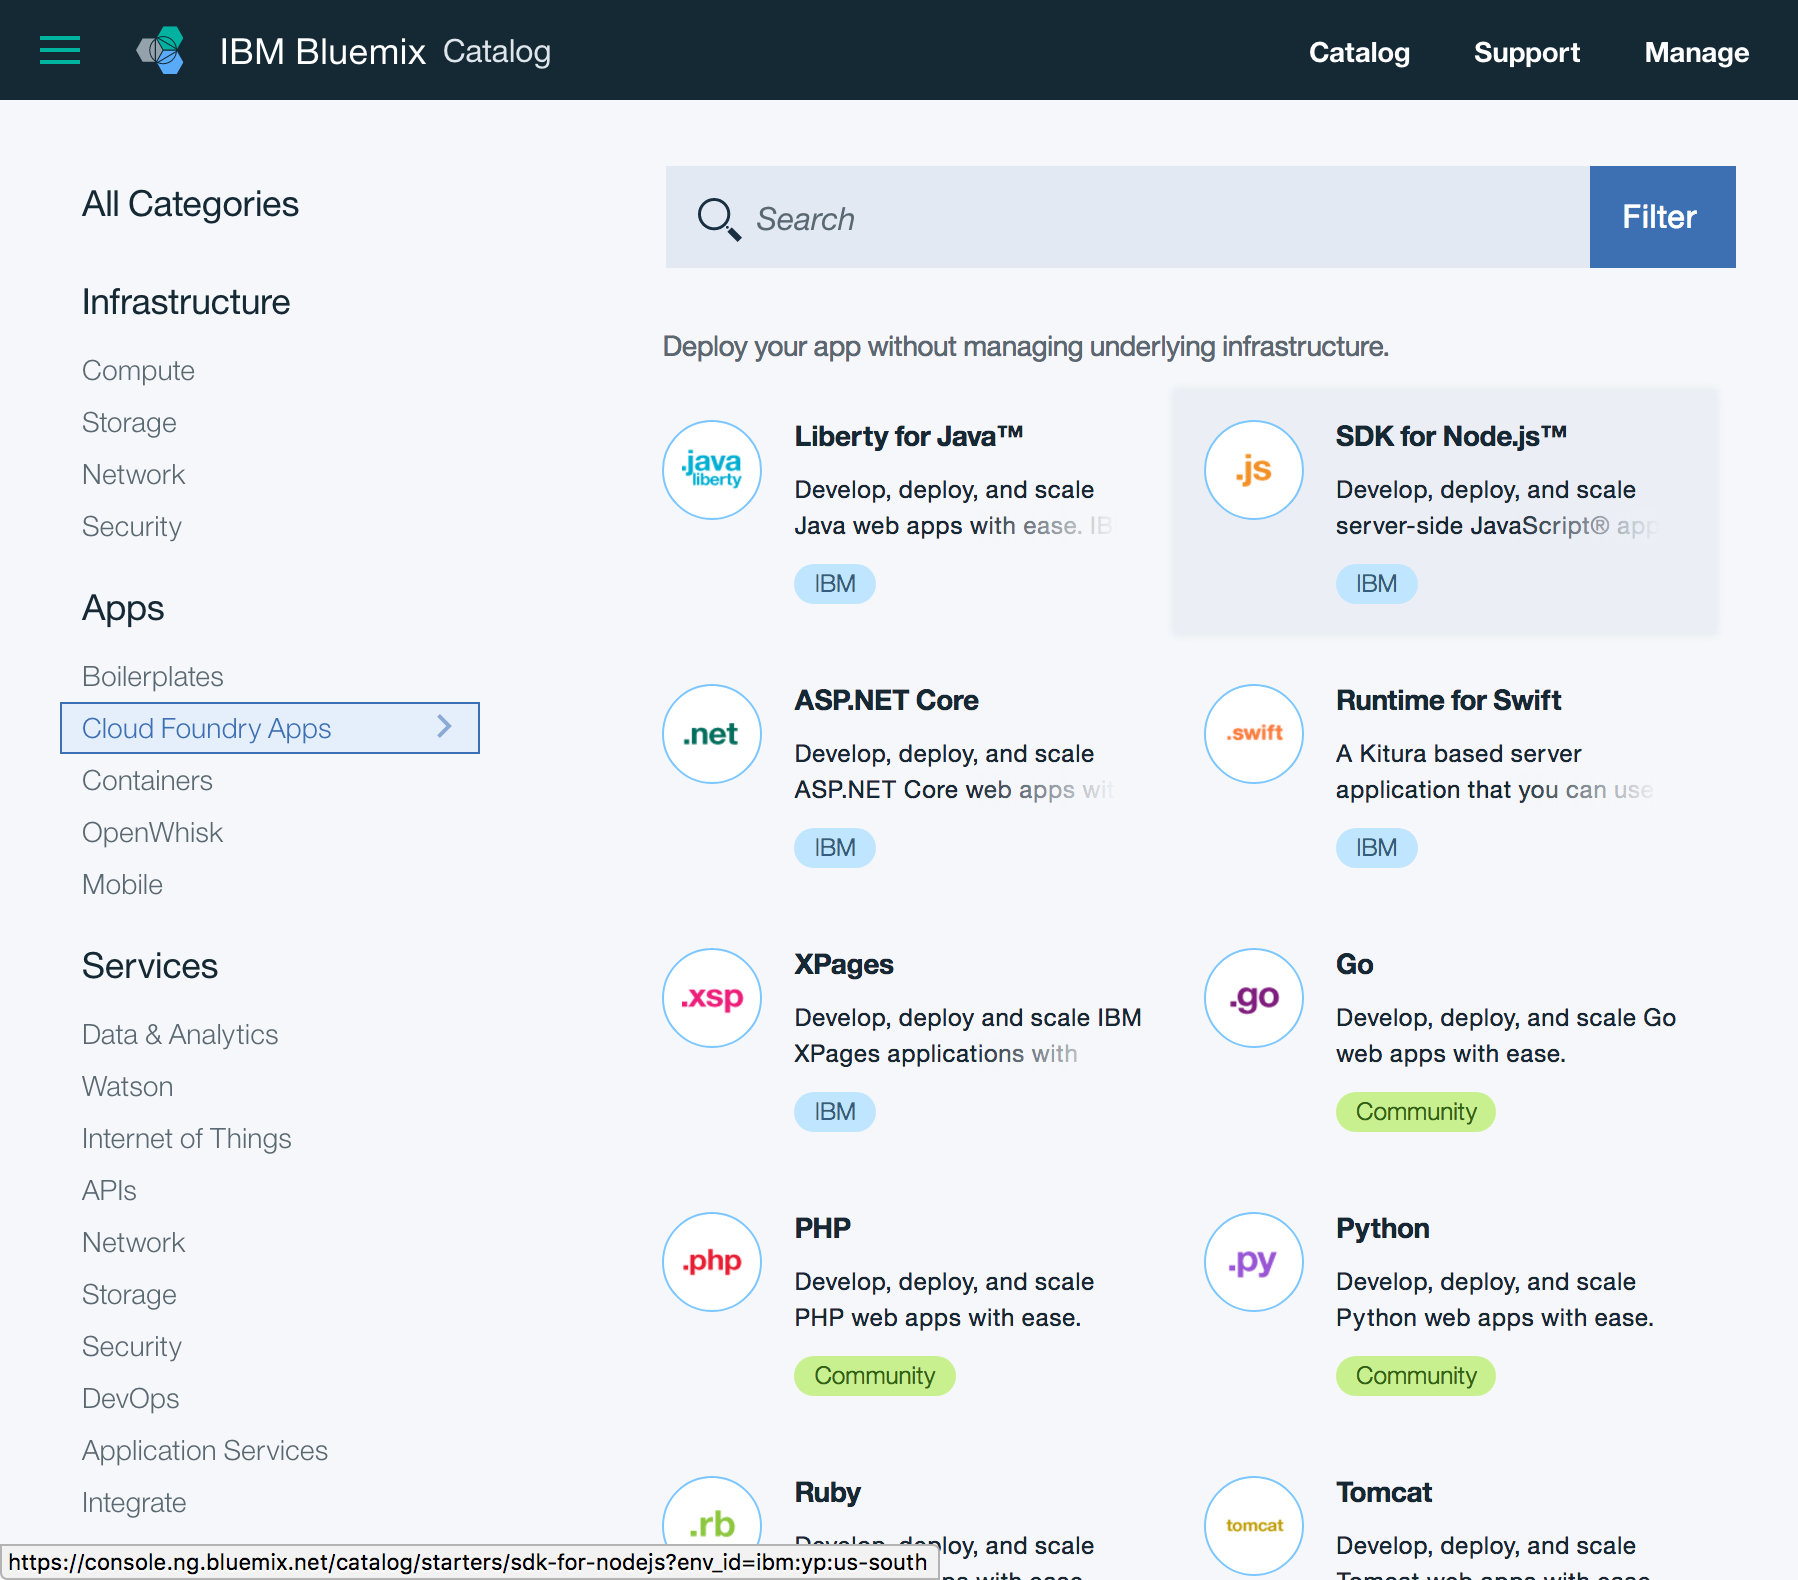 IBM Bluemix Catalog
Catalog Support Manage
All Categories
Infrastructure
Compute
Storage
Network
Security
Apps
Boilerplates
Cloud Foundry Apps
Containers
OpenWhisk
Mobile
Services
Data & Analytics
Watson
Internet of Things
APIs
Network
Storage
Security
DevOps
Application Services
Integrate
Search
Filter
Deploy your app without managing underlying infrastructure.
.java
liberty
Liberty for Java™
Develop, deploy, and scale
Java web apps with ease. IB
IBM
.js
SDK for Node.js™
Develop, deploy, and scale
server-side JavaScript® app
IBM
.net
ASP.NET Core
Develop, deploy, and scale
ASP.NET Core web apps wit
IBM
.swift
Runtime for Swift
A Kitura based server
application that you can use
IBM
.xsp
XPages
Develop, deploy and scale IBM
XPages applications with
IBM
.go
Go
Develop, deploy, and scale Go
web apps with ease.
Community
.php
PHP
Develop, deploy, and scale
PHP web apps with ease.
Community
.py
Python
Develop, deploy, and scale
Python web apps with ease.
Community
.rb
Ruby
Develop, deploy, and scale
with ease
tomcat
Tomcat
Develop, deploy, and scale
Tomcat web apps with ease
https://console.ng.bluemix.net/catalog/starters/sdk-for-nodejs?env_id=ibm:yp:us-south